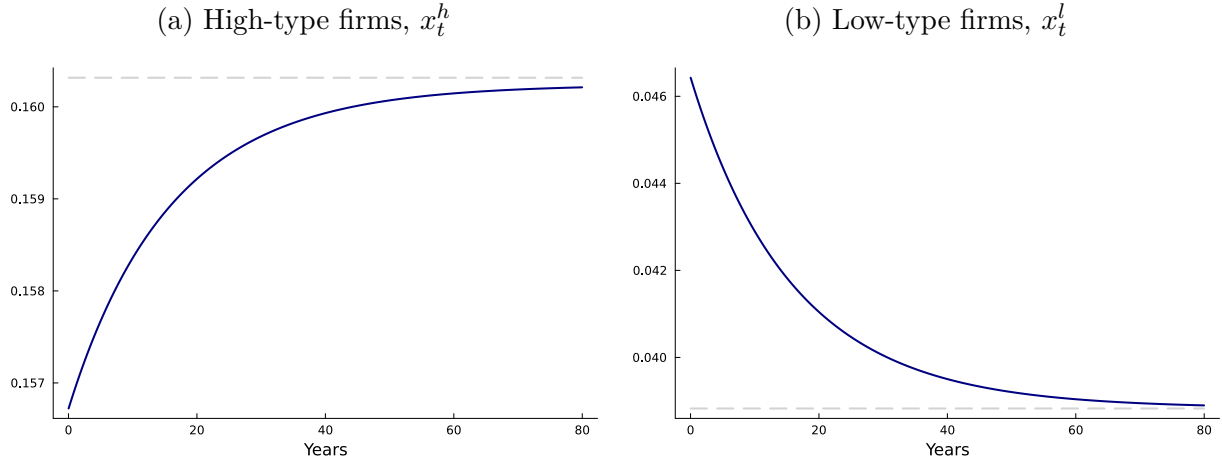 (a) High-type firms, $x_t^h$
0.160
0.159
0.158
0.157
0 20 40 60 80
Years
(b) Low-type firms, $x_t^l$
0.046
0.044
0.042
0.040
0 20 40 60 80
Years